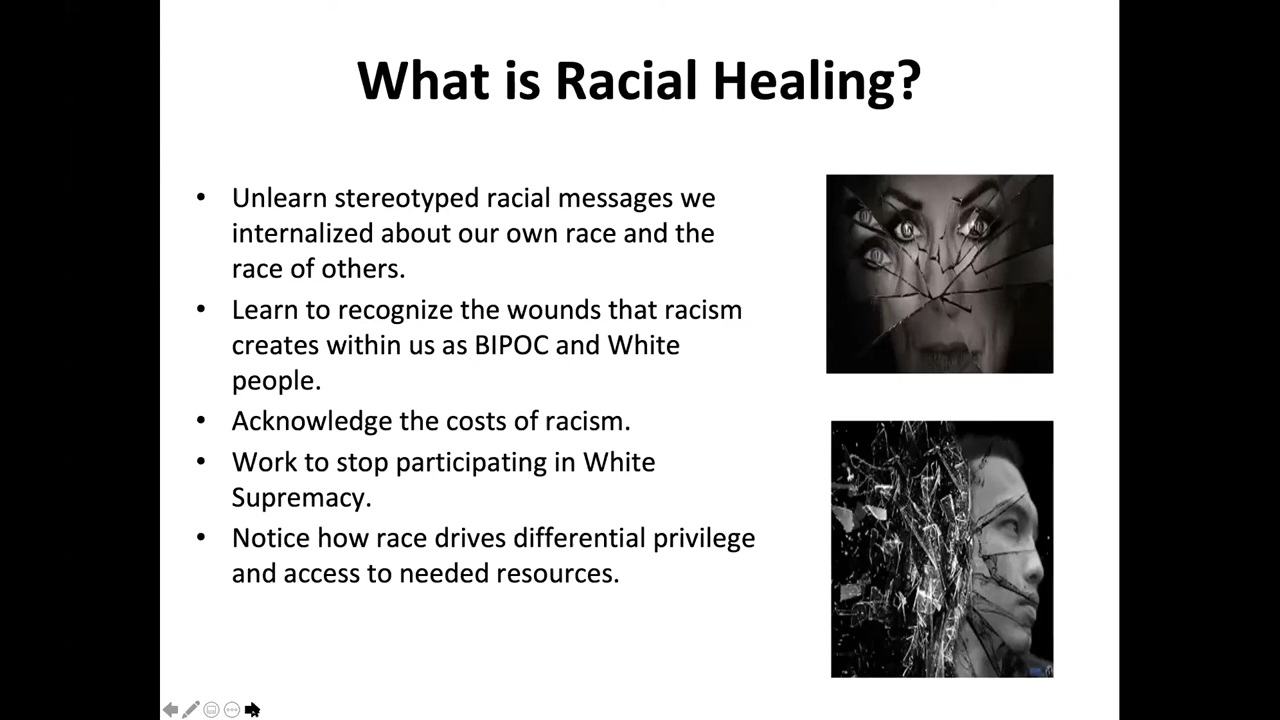 What is Racial Healing?
• Unlearn stereotyped racial messages we
internalized about our own race and the
race of others.
• Learn to recognize the wounds that racism
creates within us as BIPOC and White
people.
• Acknowledge the costs of racism.
• Work to stop participating in White
Supremacy.
• Notice how race drives differential privilege
and access to needed resources.